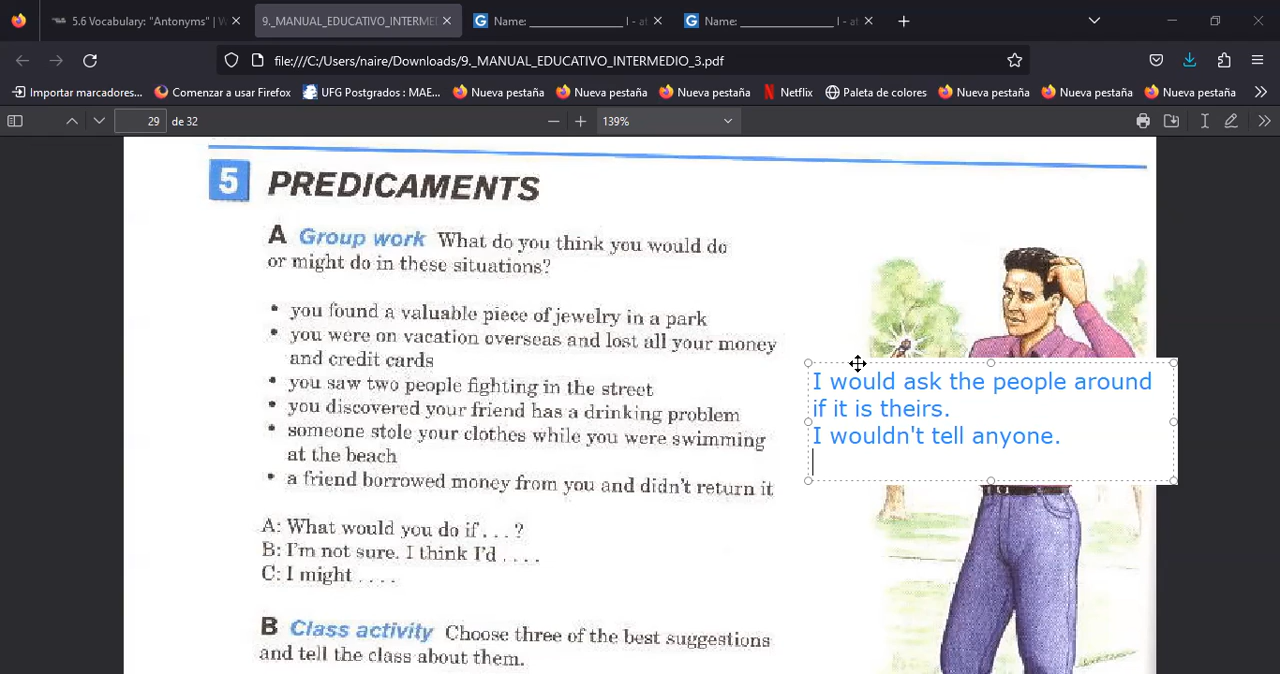 5.6 Vocabulary: "Antonyms" | W
9._MANUAL_EDUCATIVO_INTERME
Name: ______________ I - at
Name: ______________ I - at
file:///C:/Users/naire/Downloads/9._MANUAL_EDUCATIVO_INTERMEDIO_3.pdf
Importar marcadores...
Comenzar a usar Firefox
UFG Postgrados : MAE...
Nueva pestaña
Nueva pestaña
Nueva pestaña
Netflix
Paleta de colores
Nueva pestaña
Nueva pestaña
Nueva pestaña
29 de 32
139%
5 PREDICAMENTS
A Group work What do you think you would do
or might do in these situations?
• you found a valuable piece of jewelry in a park
• you were on vacation overseas and lost all your money
and credit cards
• you saw two people fighting in the street
• you discovered your friend has a drinking problem
• someone stole your clothes while you were swimming
at the beach
• a friend borrowed money from you and didn't return it
I would ask the people around
if it is theirs.
I wouldn't tell anyone.
A: What would you do if . . . ?
B: I'm not sure. I think I'd . . . .
C: I might . . . .
B Class activity Choose three of the best suggestions
and tell the class about them.